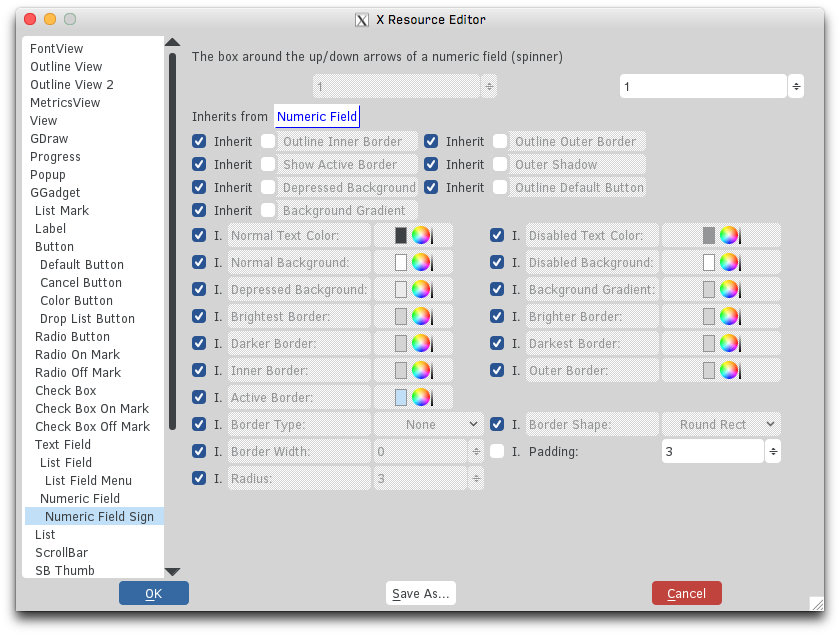 X Resource Editor
FontView
Outline View
Outline View 2
MetricsView
View
GDraw
Progress
Popup
GGadget
List Mark
Label
Button
Default Button
Cancel Button
Color Button
Drop List Button
Radio Button
Radio On Mark
Radio Off Mark
Check Box
Check Box On Mark
Check Box Off Mark
Text Field
List Field
List Field Menu
Numeric Field
Numeric Field Sign
List
ScrollBar
SB Thumb
The box around the up/down arrows of a numeric field (spinner)
1 1
Inherits from Numeric Field
Inherit Outline Inner Border Inherit Outline Outer Border
Inherit Show Active Border Inherit Outer Shadow
Inherit Depressed Background Inherit Outline Default Button
Inherit Background Gradient
I. Normal Text Color: I. Disabled Text Color:
I. Normal Background: I. Disabled Background:
I. Depressed Background: I. Background Gradient:
I. Brightest Border: I. Brighter Border:
I. Darker Border: I. Darkest Border:
I. Inner Border: I. Outer Border:
I. Active Border:
I. Border Type: None I. Border Shape: Round Rect
I. Border Width: 0 I. Padding: 3
I. Radius: 3
OK Save As... Cancel